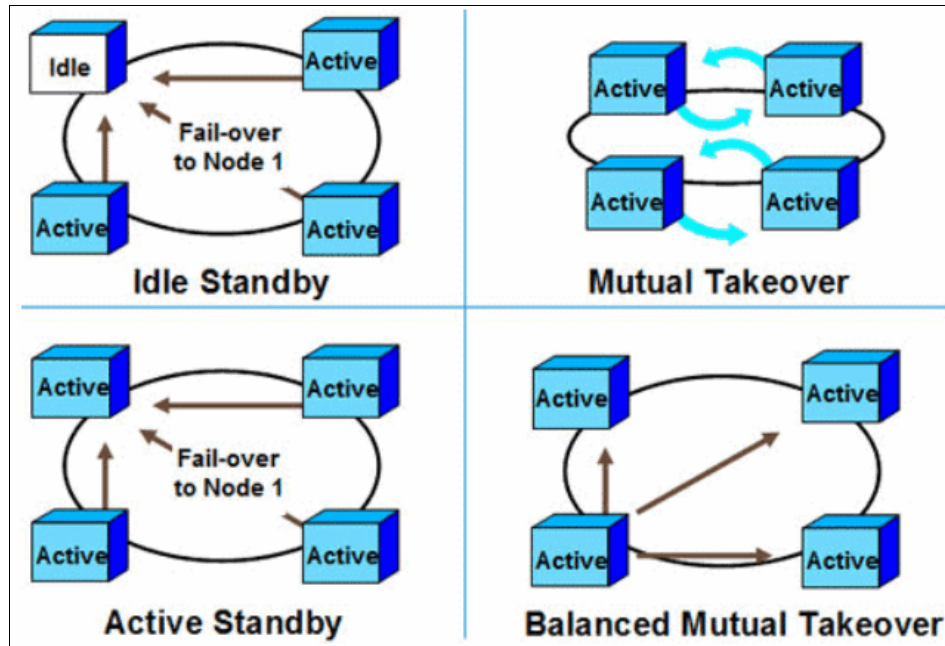 Idle
Active
Fail-over
to Node 1
Active
Active
Idle Standby
Active
Active
Active
Active
Mutual Takeover
Active
Active
Fail-over
to Node 1
Active
Active
Active Standby
Active
Active
Active
Active
Balanced Mutual Takeover